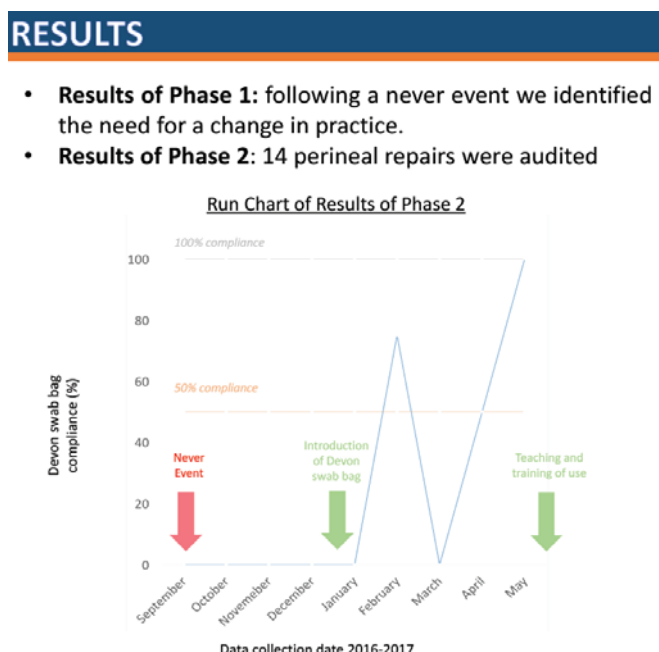 RESULTS
• Results of Phase 1: following a never event we identified
the need for a change in practice.
• Results of Phase 2: 14 perineal repairs were audited
Run Chart of Results of Phase 2
100% compliance
100
80
60
50% compliance
40
20
0
Devon swab bag
compliance (%)
Never
Event
Introduction
of Devon
swab bag
Teaching and
training of use
September
October
Novemeber
December
January
February
March
April
May
Data collection date 2016-2017